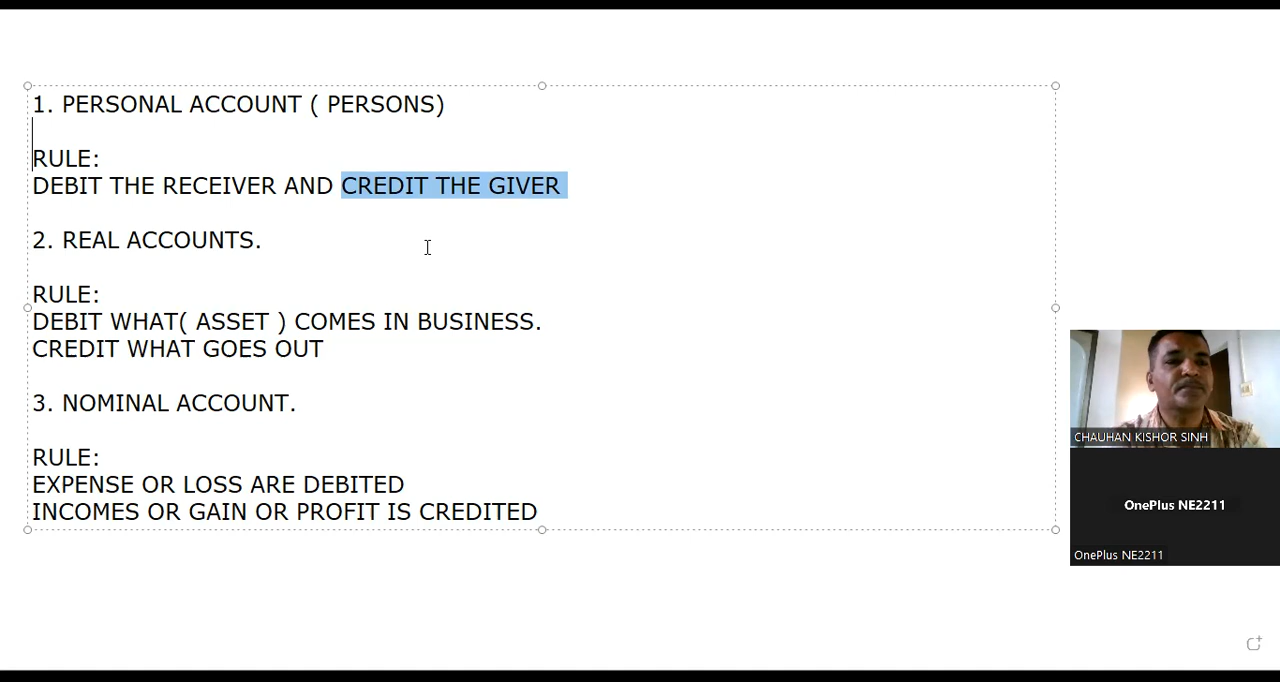 1. PERSONAL ACCOUNT ( PERSONS)
RULE:
DEBIT THE RECEIVER AND CREDIT THE GIVER
2. REAL ACCOUNTS.
RULE:
DEBIT WHAT( ASSET ) COMES IN BUSINESS.
CREDIT WHAT GOES OUT
3. NOMINAL ACCOUNT.
RULE:
EXPENSE OR LOSS ARE DEBITED
INCOMES OR GAIN OR PROFIT IS CREDITED
CHAUHAN KISHOR SINH
OnePlus NE2211
OnePlus NE2211